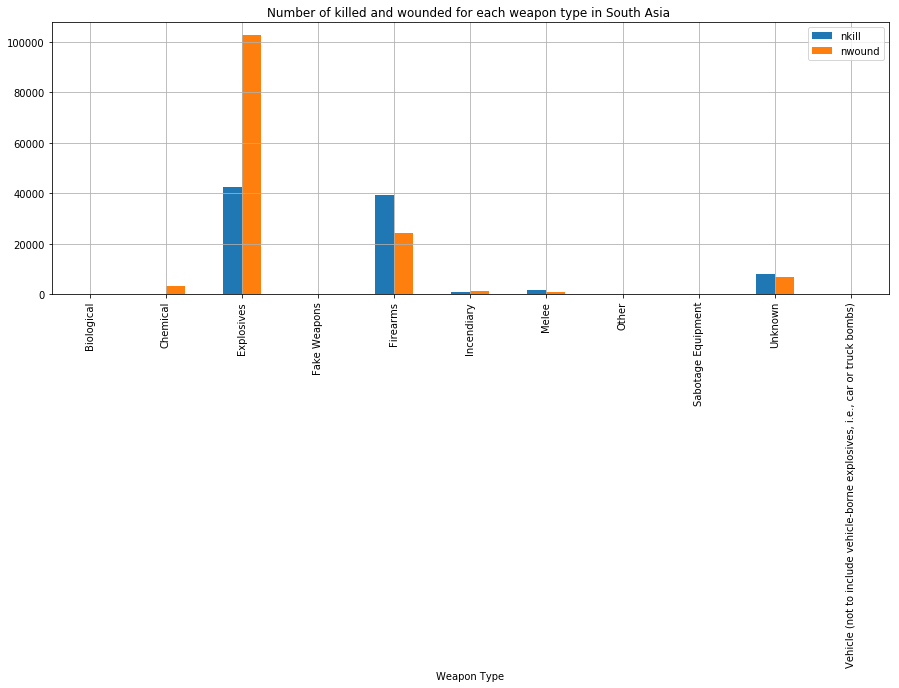 Number of killed and wounded for each weapon type in South Asia
nkill
nwound
100000
80000
60000
40000
20000
0
Biological
Chemical
Explosives
Fake Weapons
Firearms
Incendiary
Melee
Other
Sabotage Equipment
Unknown
Vehicle (not to include vehicle-borne explosives, i.e., car or truck bombs)
Weapon Type